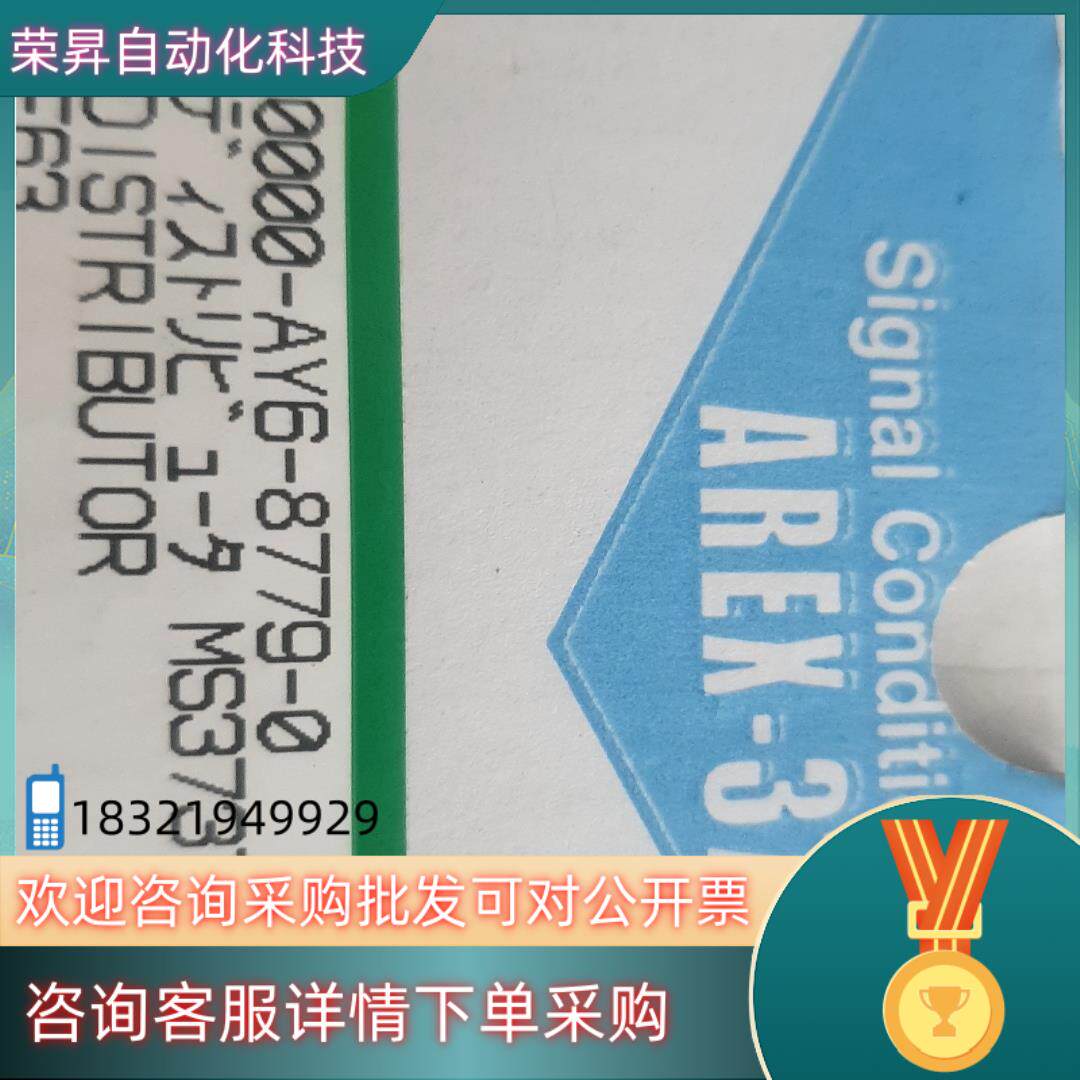 荣昇自动化科技
0000-AY6-8779-0
ディストリビュータ MS373
DISTRIBUTOR
63
Signal Conditi
AREX-3
18321949929
欢迎咨询采购批发可对公开票
咨询客服详情下单采购